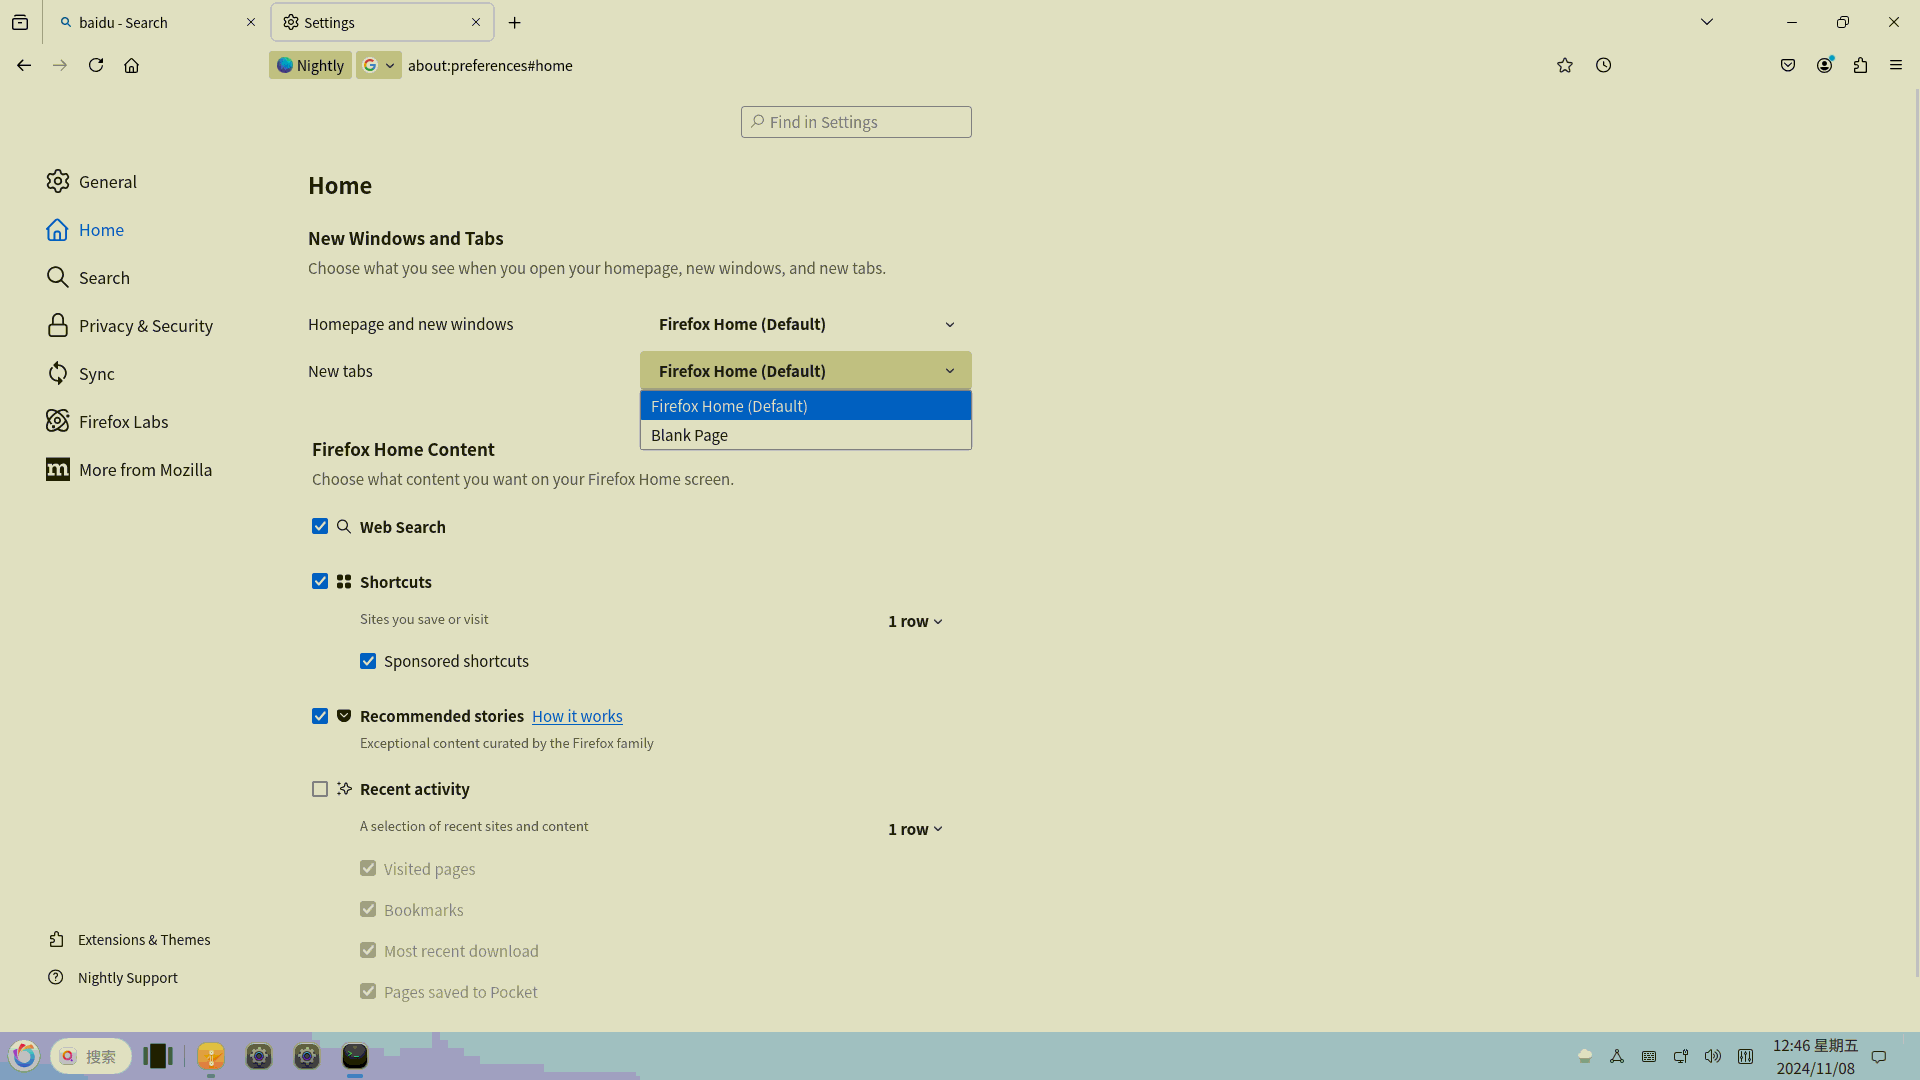 baidu - Search
Settings
Nightly
about:preferences#home
Find in Settings
General
Home
Search
Privacy & Security
Sync
Firefox Labs
More from Mozilla
Extensions & Themes
Nightly Support
Home
New Windows and Tabs
Choose what you see when you open your homepage, new windows, and new tabs.
Homepage and new windows
Firefox Home (Default)
New tabs
Firefox Home (Default)
Firefox Home (Default)
Blank Page
Firefox Home Content
Choose what content you want on your Firefox Home screen.
Web Search
Shortcuts
Sites you save or visit
1 row
Sponsored shortcuts
Recommended stories How it works
Exceptional content curated by the Firefox family
Recent activity
A selection of recent sites and content
1 row
Visited pages
Bookmarks
Most recent download
Pages saved to Pocket
搜索
12:46 星期五
2024/11/08